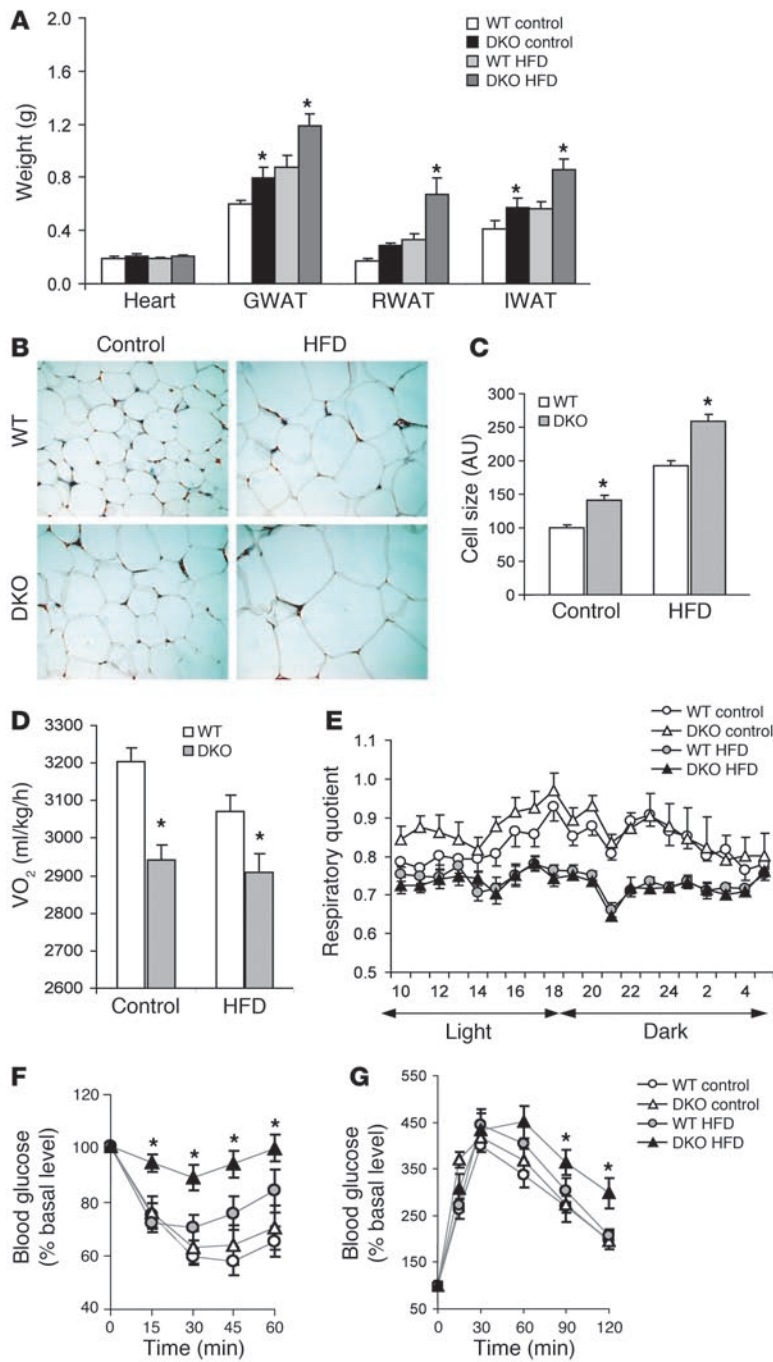 A
WT control
DKO control
WT HFD
DKO HFD
Weight (g)
2.0
1.6
1.2
0.8
0.4
0.0
*
*
*
*
*
Heart GWAT RWAT IWAT
B
Control HFD
WT
DKO
C
WT
DKO
Cell size (AU)
300
250
200
150
100
50
00
*
*
Control HFD
D
WT
DKO
VO2 (ml/kg/h)
3300
3200
3100
3000
2900
2800
2700
2600
*
*
Control HFD
E
WT control
DKO control
WT HFD
DKO HFD
Respiratory quotient
1.1
1.0
0.9
0.8
0.7
0.6
0.5
10 12 14 16 18 20 22 24 2 4
Light Dark
F
Blood glucose
(% basal level)
120
100
80
60
40
* * * *
0 15 30 45 60
Time (min)
G
WT control
DKO control
WT HFD
DKO HFD
Blood glucose
(% basal level)
550
450
350
250
150
50
* *
0 30 60 90 120
Time (min)